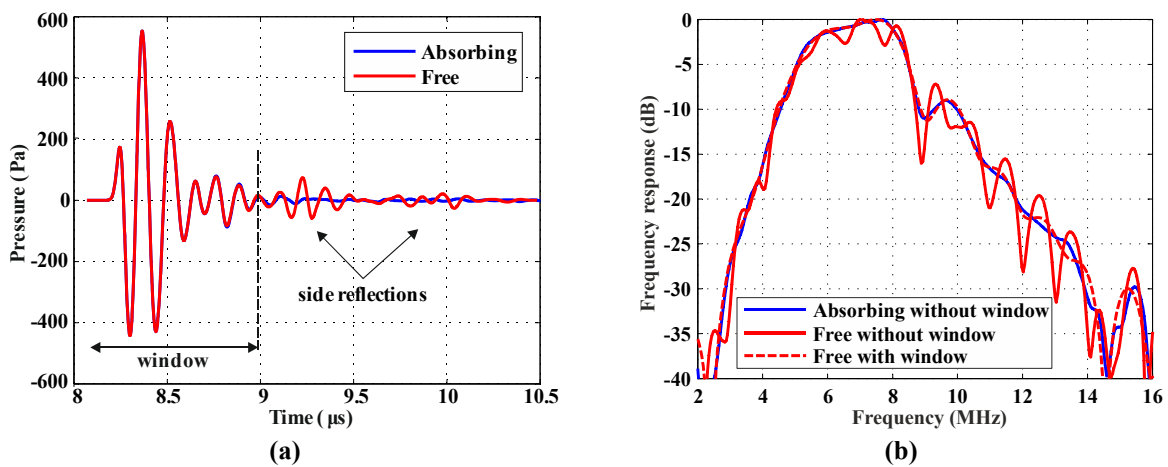 600
400
200
0
-200
-400
-600
Pressure (Pa)
8
8.5
9
9.5
10
10.5
Time (µs)
Absorbing
Free
window
side reflections
(a)
0
-5
-10
-15
-20
-25
-30
-35
-40
Frequency response (dB)
2
4
6
8
10
12
14
16
Frequency (MHz)
Absorbing without window
Free without window
Free with window
(b)